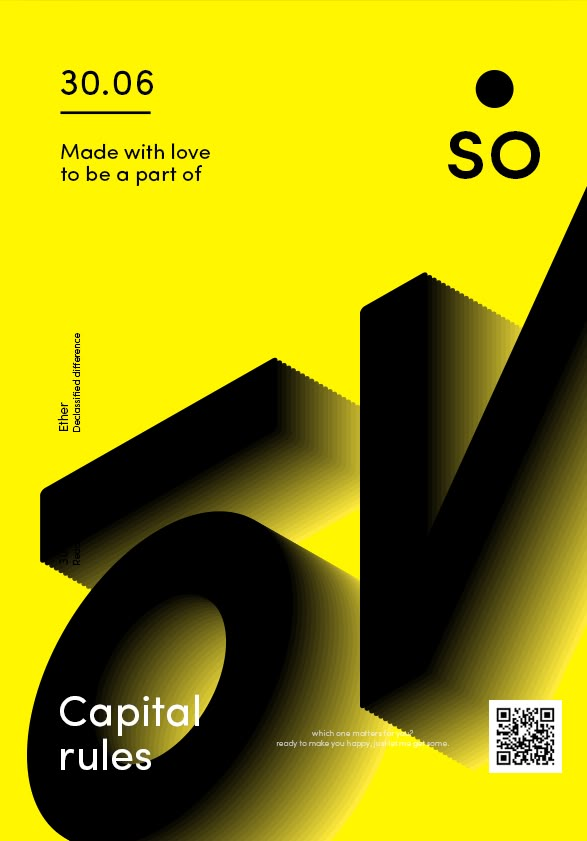 30.06
Made with love
to be a part of
so
Ether
Declassified difference
Capital
rules
which one matters for you?
ready to make you happy, just let me get some.